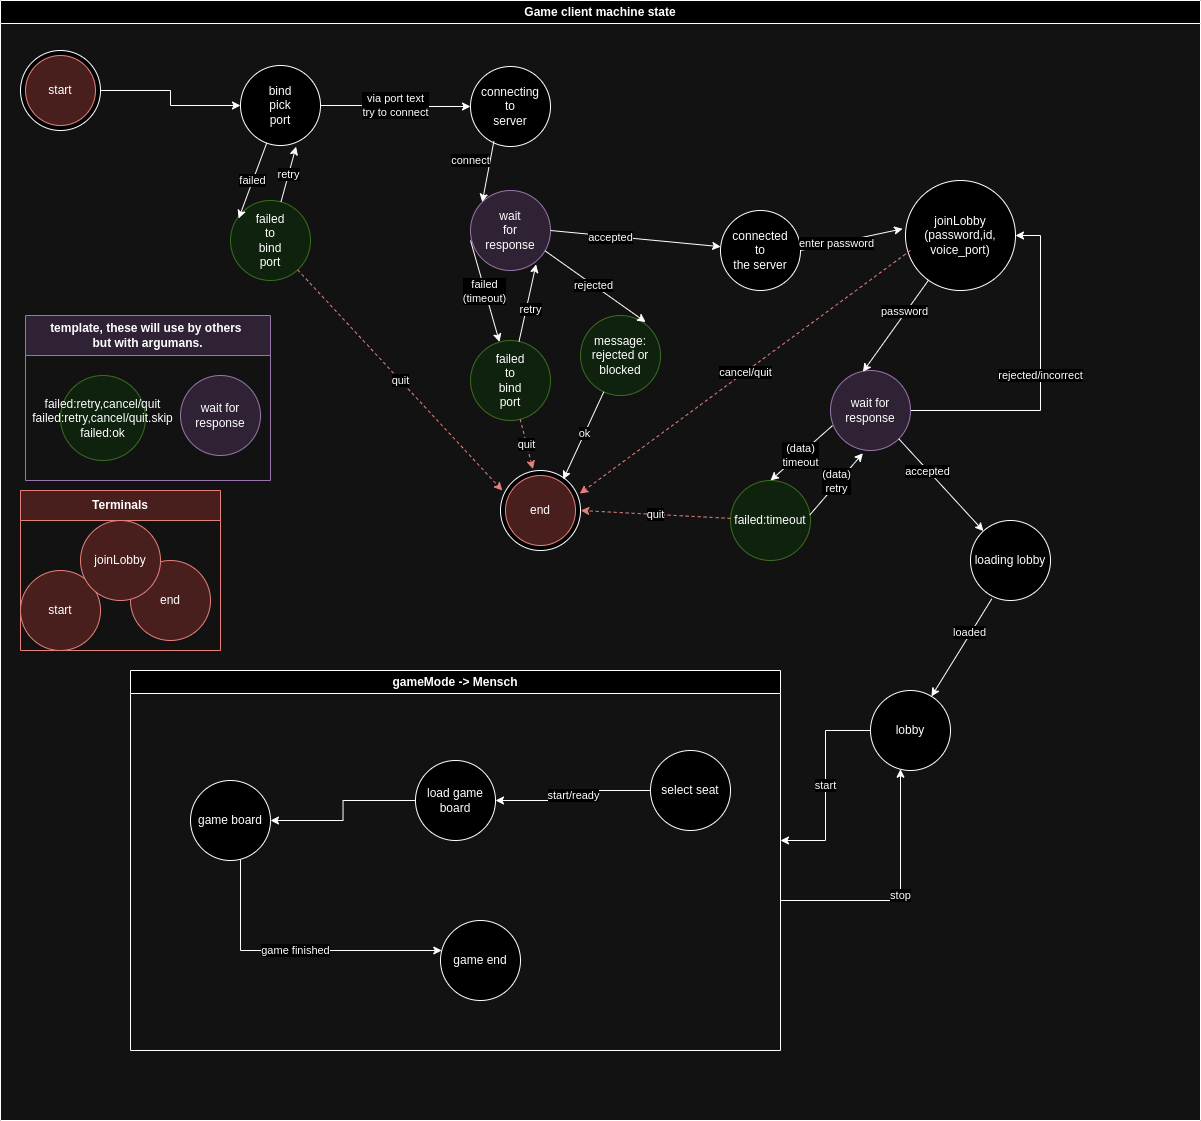 Game client machine state
start
bind
pick
port
via port text
try to connect
connecting
to
server
failed
retry
connect
failed
to
bind
port
wait
for
response
accepted
connected
to
the server
enter password
joinLobby
(password,id,
voice_port)
failed
(timeout)
retry
rejected
message:
rejected or
blocked
password
cancel/quit
rejected/incorrect
template, these will use by others
but with argumans.
failed:retry,cancel/quit
failed:retry,cancel/quit.skip
failed:ok
wait for
response
quit
failed
to
bind
port
quit
ok
wait for
response
(data)
timeout
(data)
retry
accepted
end
quit
failed:timeout
loading lobby
Terminals
joinLobby
start
end
loaded
lobby
start
stop
gameMode -> Mensch
select seat
start/ready
load game
board
game board
game finished
game end